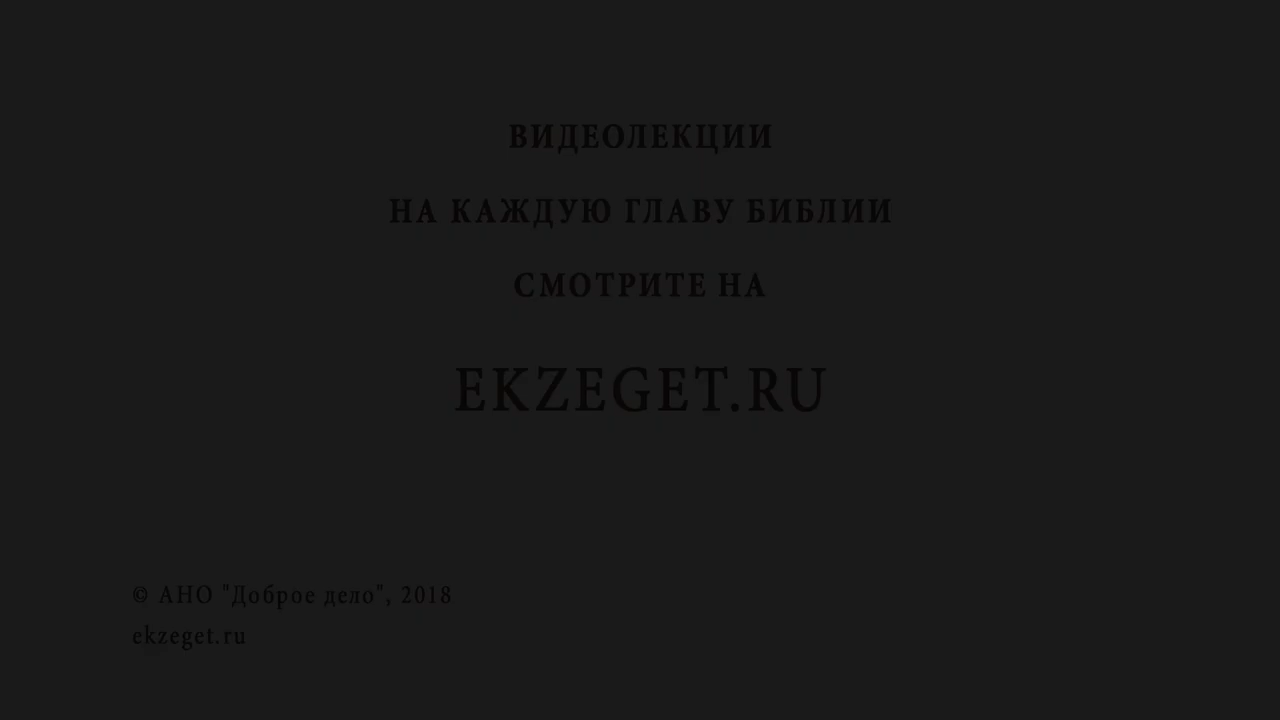 ВИДЕОЛЕКЦИИ
НА КАЖДУЮ ГЛАВУ БИБЛИИ
СМОТРИТЕ НА
EKZEGET.RU
© АНО "Доброе дело", 2018
ekzeget.ru